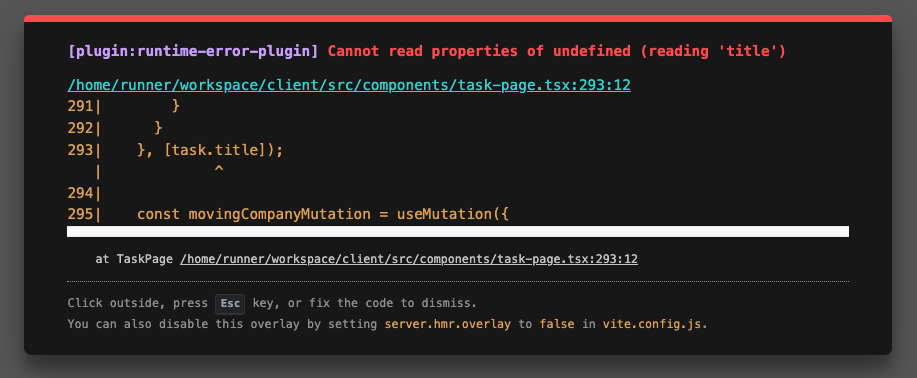 [plugin:runtime-error-plugin] Cannot read properties of undefined (reading 'title')
/home/runner/workspace/client/src/components/task-page.tsx:293:12
291|        }
292|      }
293|    }, [task.title]);
   |             ^
294|
295|    const movingCompanyMutation = useMutation({
at TaskPage /home/runner/workspace/client/src/components/task-page.tsx:293:12
Click outside, press Esc key, or fix the code to dismiss.
You can also disable this overlay by setting server.hmr.overlay to false in vite.config.js.